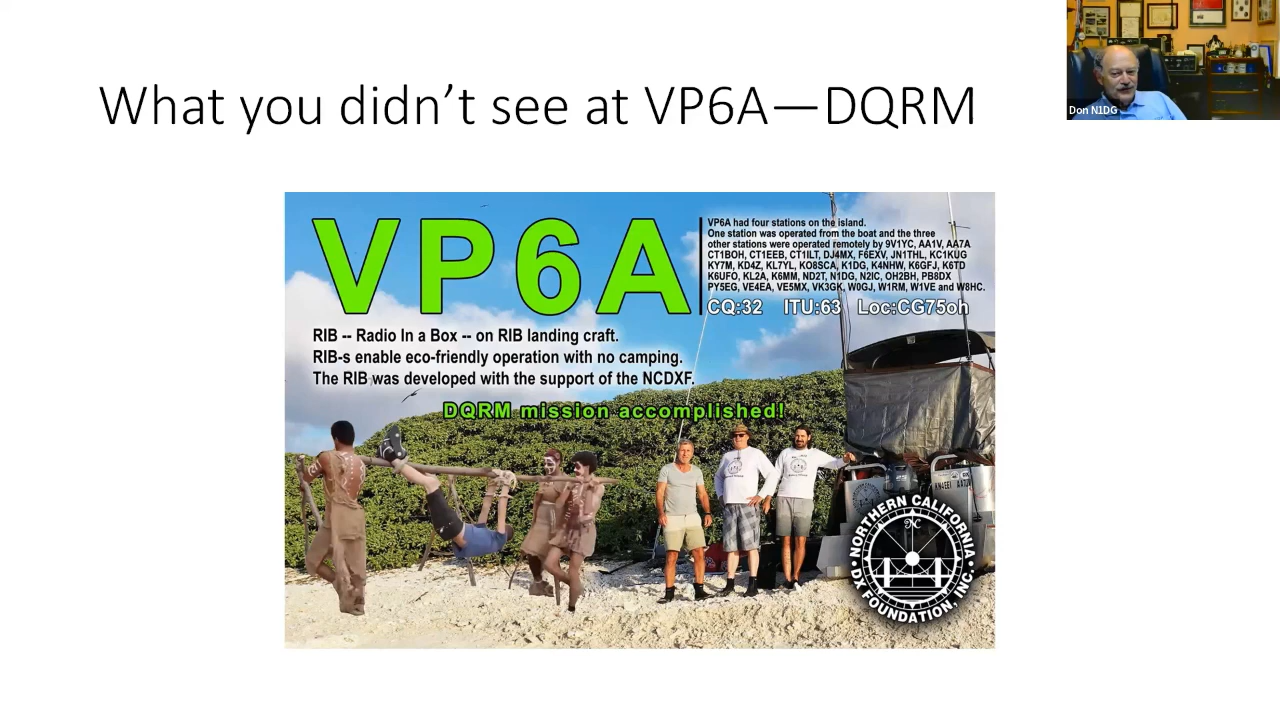 What you didn't see at VP6A—DQRM
Don N1DG
VP6A
VP6A had four stations on the island.
One station was operated from the boat and the three
other stations were operated remotely by 9V1YC, AA1V, AA7A
CT1BOH, CT1EEB, CT1ILT, DJ4MX, F6EXV, JN1THL, KC1KUG
KY7M, KD4Z, KL7YL, KO8SCA, K1DG, K4NHW, K6GFJ, K6TD
K6UFO, KL2A, K6MM, ND2T, N1DG, N2IC, OH2BH, PB8DX
PY5EG, VE4EA, VE5MX, VK3GK, W0GJ, W1RM, W1VE and W8HC.
CQ:32 ITU:63 Loc:CG75oh
RIB -- Radio In a Box -- on RIB landing craft.
RIB-s enable eco-friendly operation with no camping.
The RIB was developed with the support of the NCDXF.
DQRM mission accomplished!
NORTHERN CALIFORNIA
DX FOUNDATION, INC.